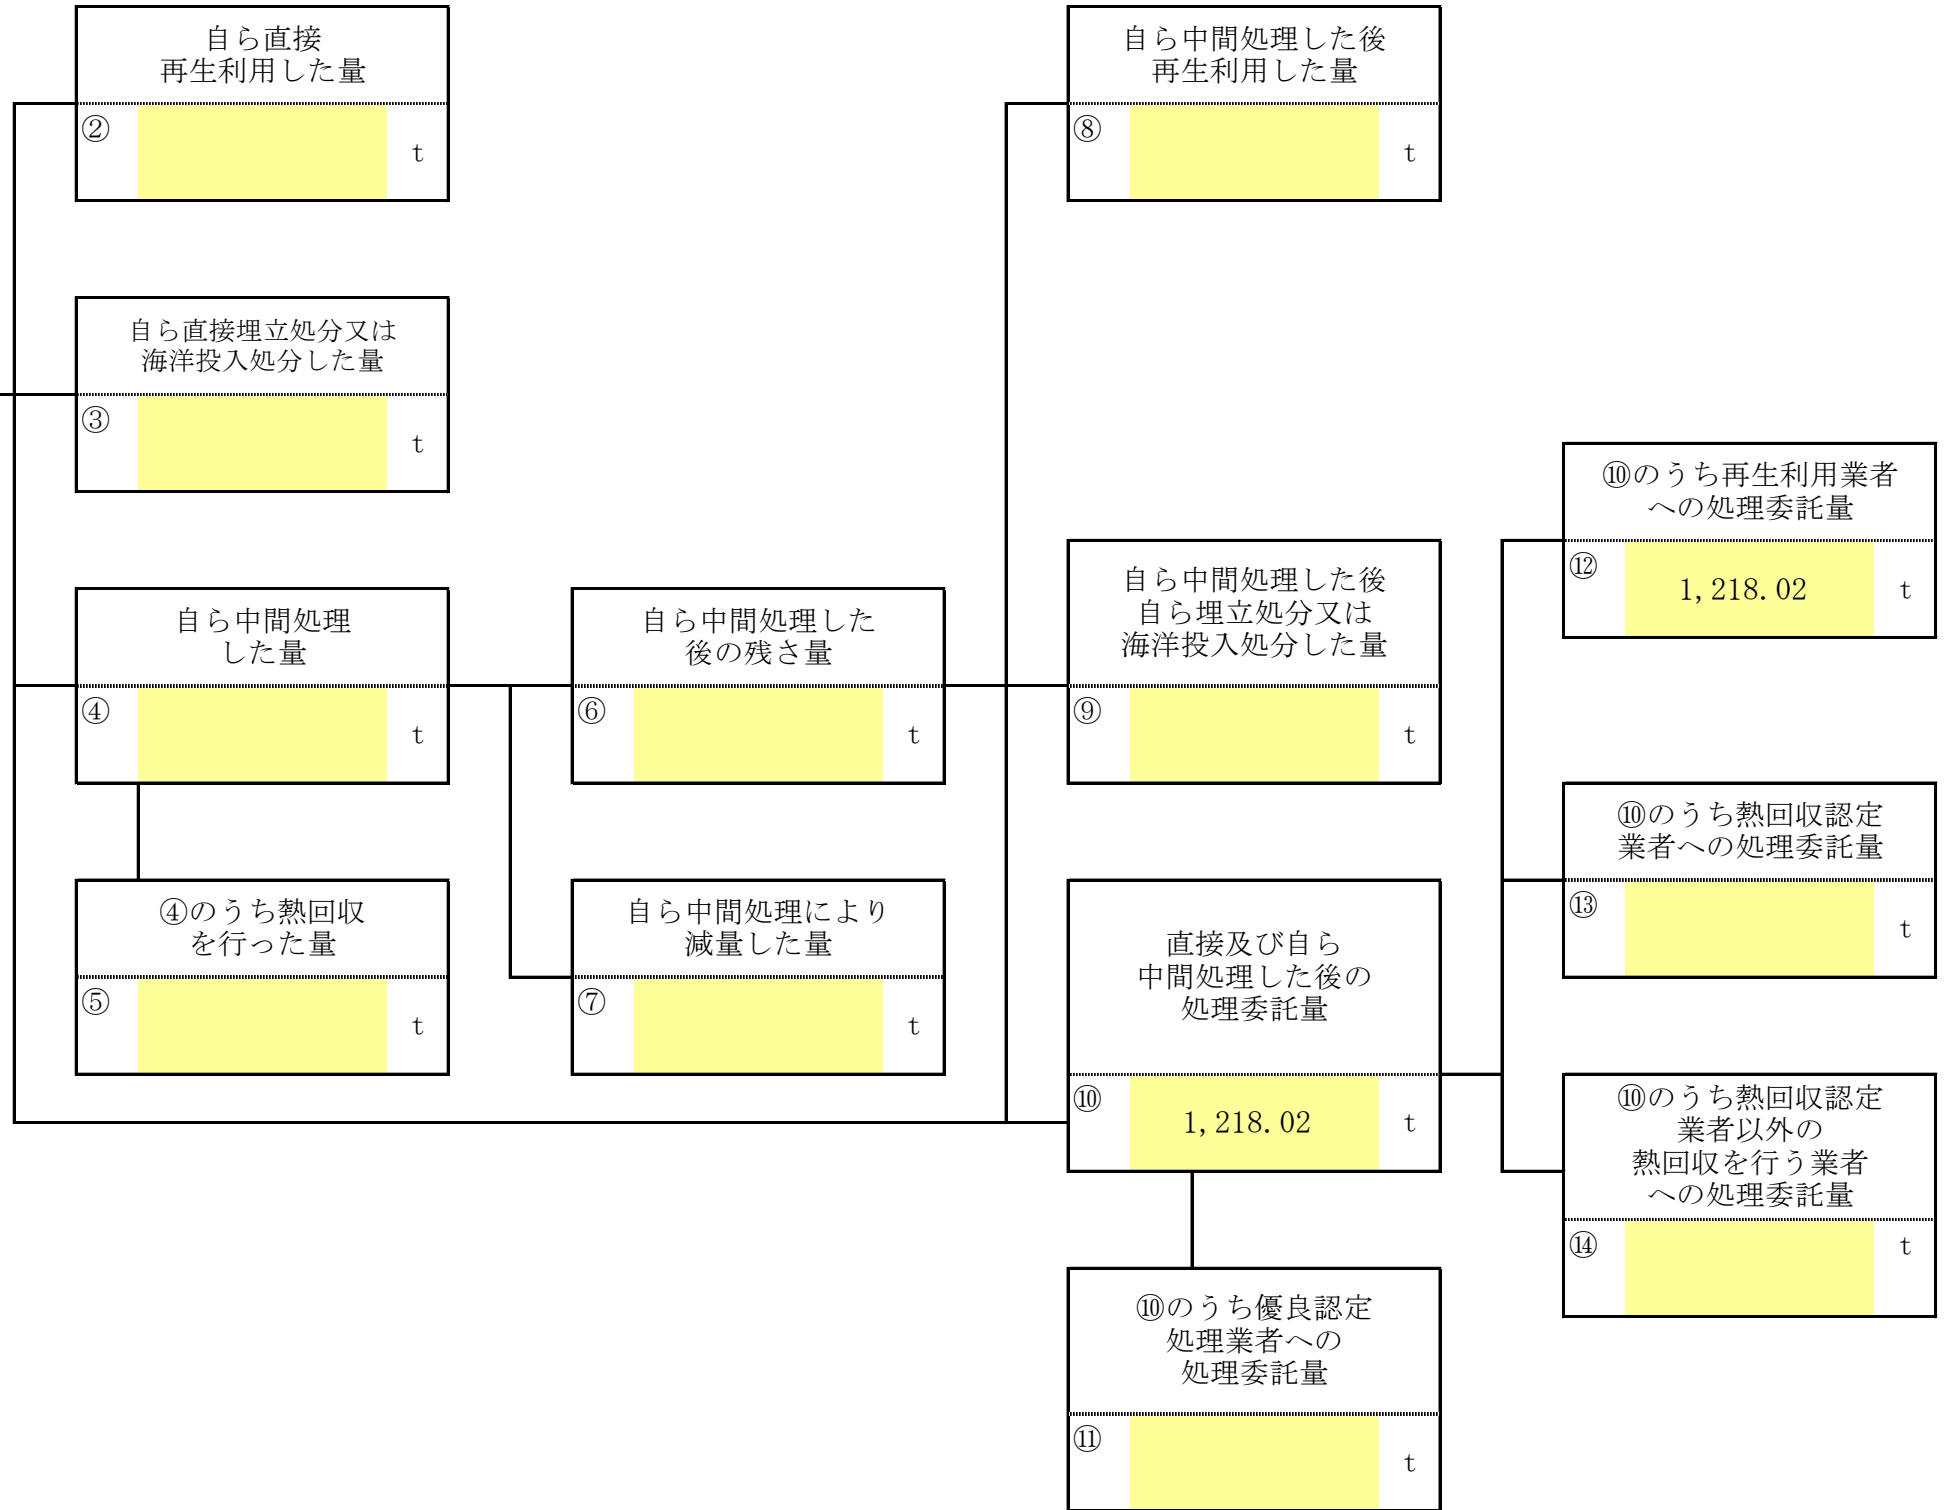 自ら直接
再生利用した量
②
t
自ら中間処理した後
再生利用した量
⑧
t
自ら直接埋立処分又は
海洋投入処分した量
③
t
⑩のうち再生利用業者
への処理委託量
⑫
1,218.02
t
自ら中間処理
した量
④
t
自ら中間処理した
後の残さ量
⑥
t
自ら中間処理した後
自ら埋立処分又は
海洋投入処分した量
⑨
t
⑩のうち熱回収認定
業者への処理委託量
⑬
t
④のうち熱回収
を行った量
⑤
t
自ら中間処理により
減量した量
⑦
t
直接及び自ら
中間処理した後の
処理委託量
⑩
1,218.02
t
⑩のうち熱回収認定
業者以外の
熱回収を行う業者
への処理委託量
⑭
t
⑩のうち優良認定
処理業者への
処理委託量
⑪
t